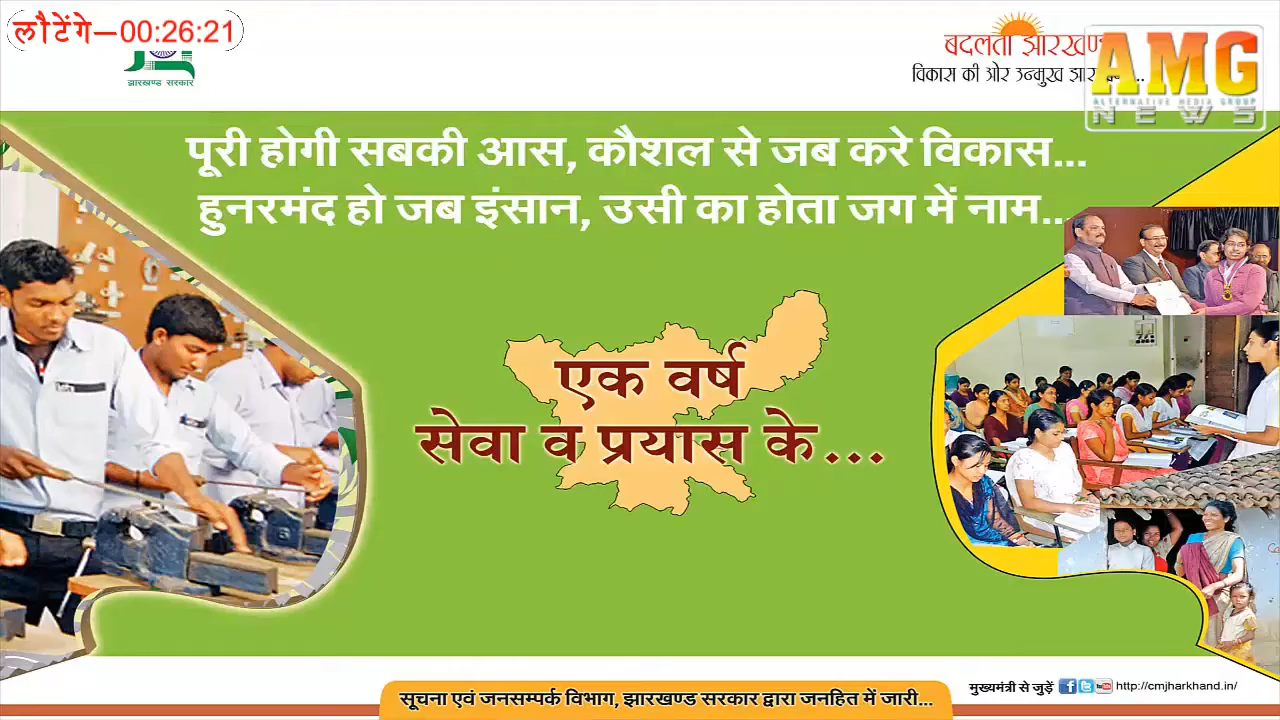 लौटेंगे–00:26:21
झारखण्ड सरकार
बदलता झारखण्ड
विकास की ओर उन्मुख
AMG
ALTERNATIVE MEDIA GROUP
NEWS
पूरी होगी सबकी आस, कौशल से जब करे विकास...
हुनरमंद हो जब इंसान, उसी का होता जग में नाम...
एक वर्ष
सेवा व प्रयास के...
मुख्यमंत्री से जुड़ें http://cmjharkhand.in/
सूचना एवं जनसम्पर्क विभाग, झारखण्ड सरकार द्वारा जनहित में जारी...